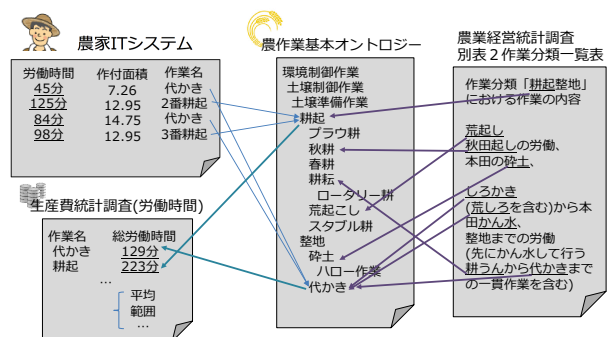 農家ITシステム
労働時間 作付面積 作業名
45分 7.26 代かき
125分 12.95 2番耕起
84分 14.75 代かき
98分 12.95 3番耕起
生産費統計調査(労働時間)
作業名 総労働時間
代かき 129分
耕起 223分
…
平均
範囲
…
農作業基本オントロジー
環境制御作業
土壌制御作業
土壌準備作業
耕起
プラウ耕
秋耕
春耕
耕耘
ロータリー耕
荒起こし
スタブル耕
整地
砕土
ハロー作業
代かき
農業経営統計調査
別表2作業分類一覧表
作業分類「耕起整地」
における作業の内容
荒起し
秋田起しの労働、
本田の砕土、
しろかき
(荒しろを含む)から本
田かん水、
整地までの労働
(先にかん水して行う
耕うんから代かきまで
の一貫作業を含む)